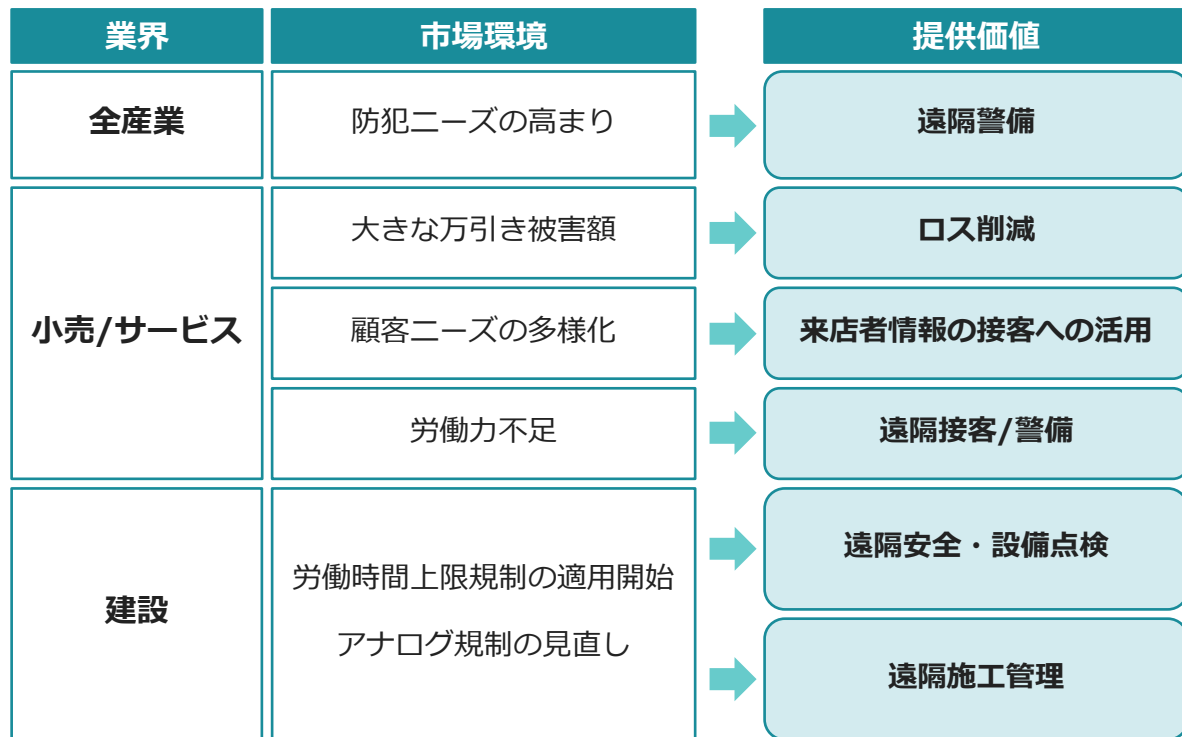 業界
市場環境
提供価値
全産業
防犯ニーズの高まり
遠隔警備
小売/サービス
大きな万引き被害額
ロス削減
顧客ニーズの多様化
来店者情報の接客への活用
労働力不足
遠隔接客/警備
建設
労働時間上限規制の適用開始
アナログ規制の見直し
遠隔安全・設備点検
遠隔施工管理